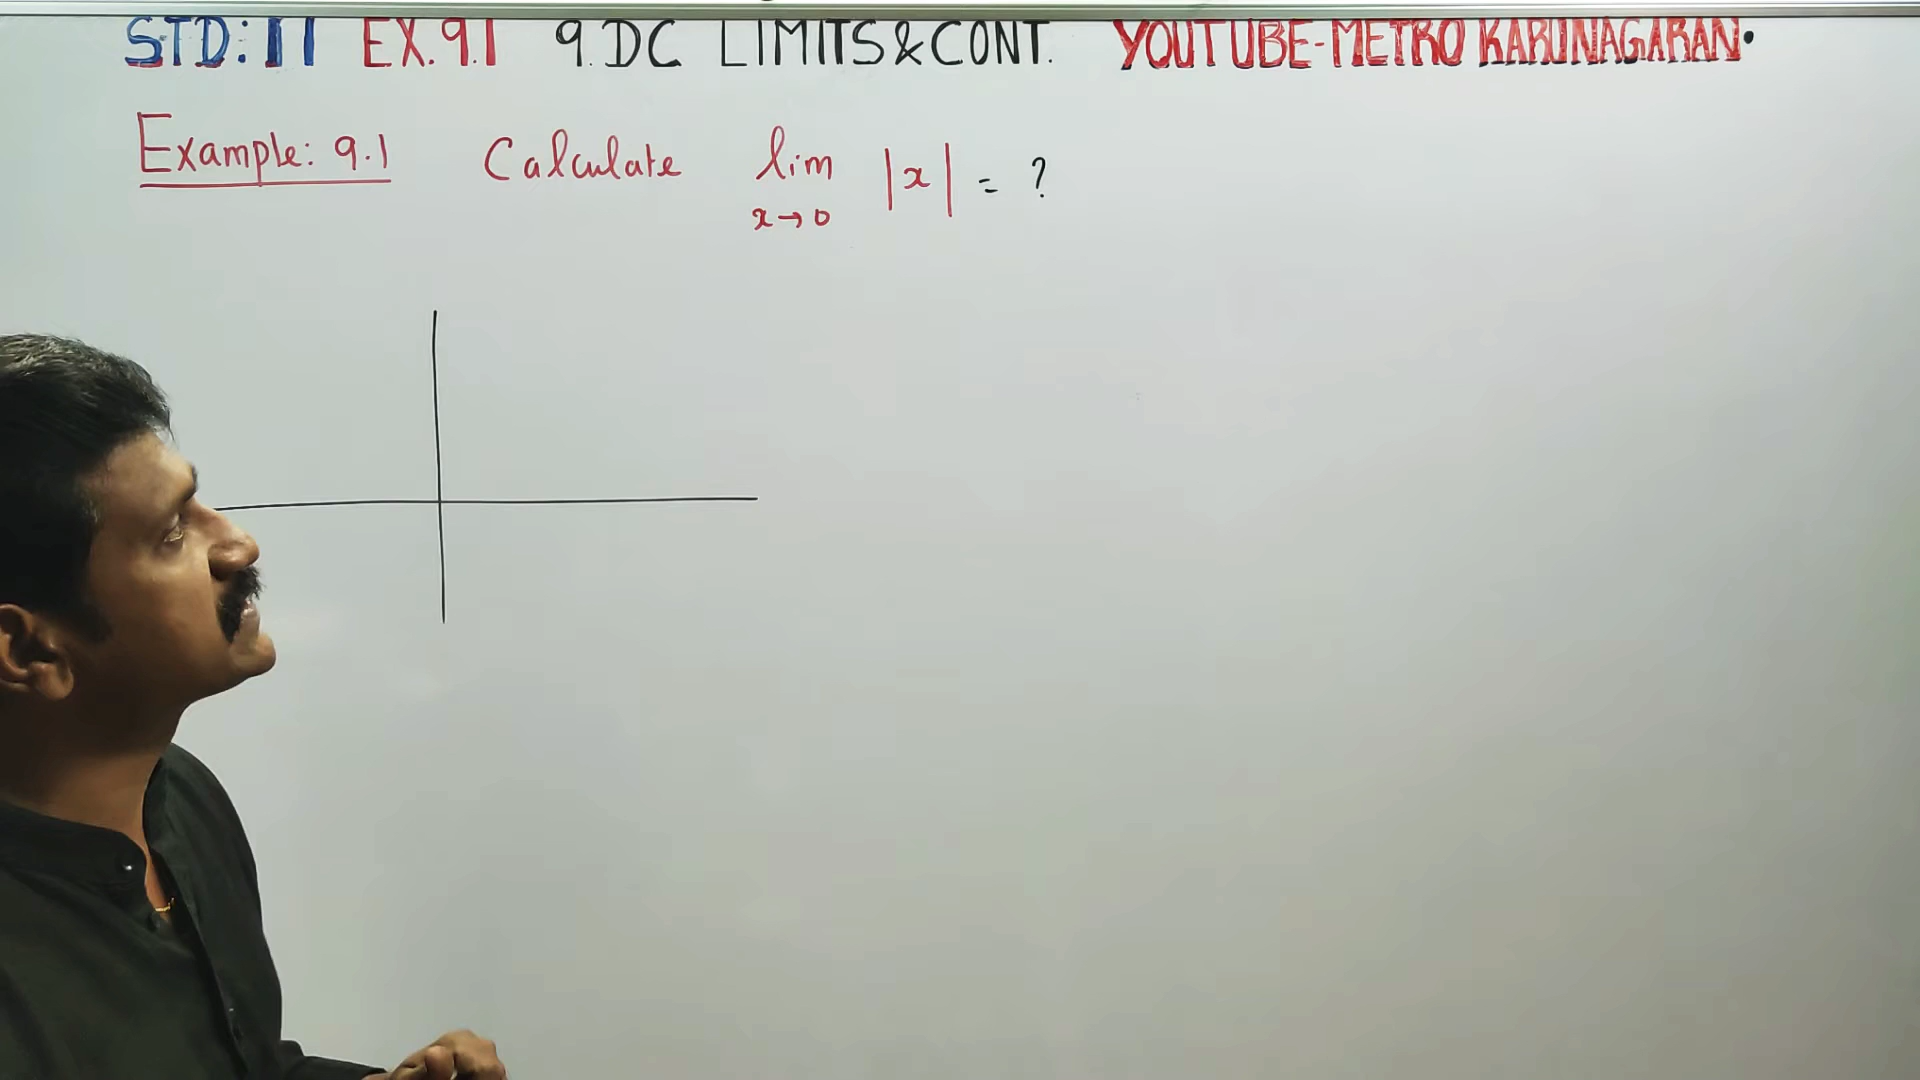 STD: 11 EX. 9.1 9. DC LIMITS & CONT. YOUTUBE-METRO KARUNAGARAN.
Example: 9.1 Calculate lim |x| = ?
x→0